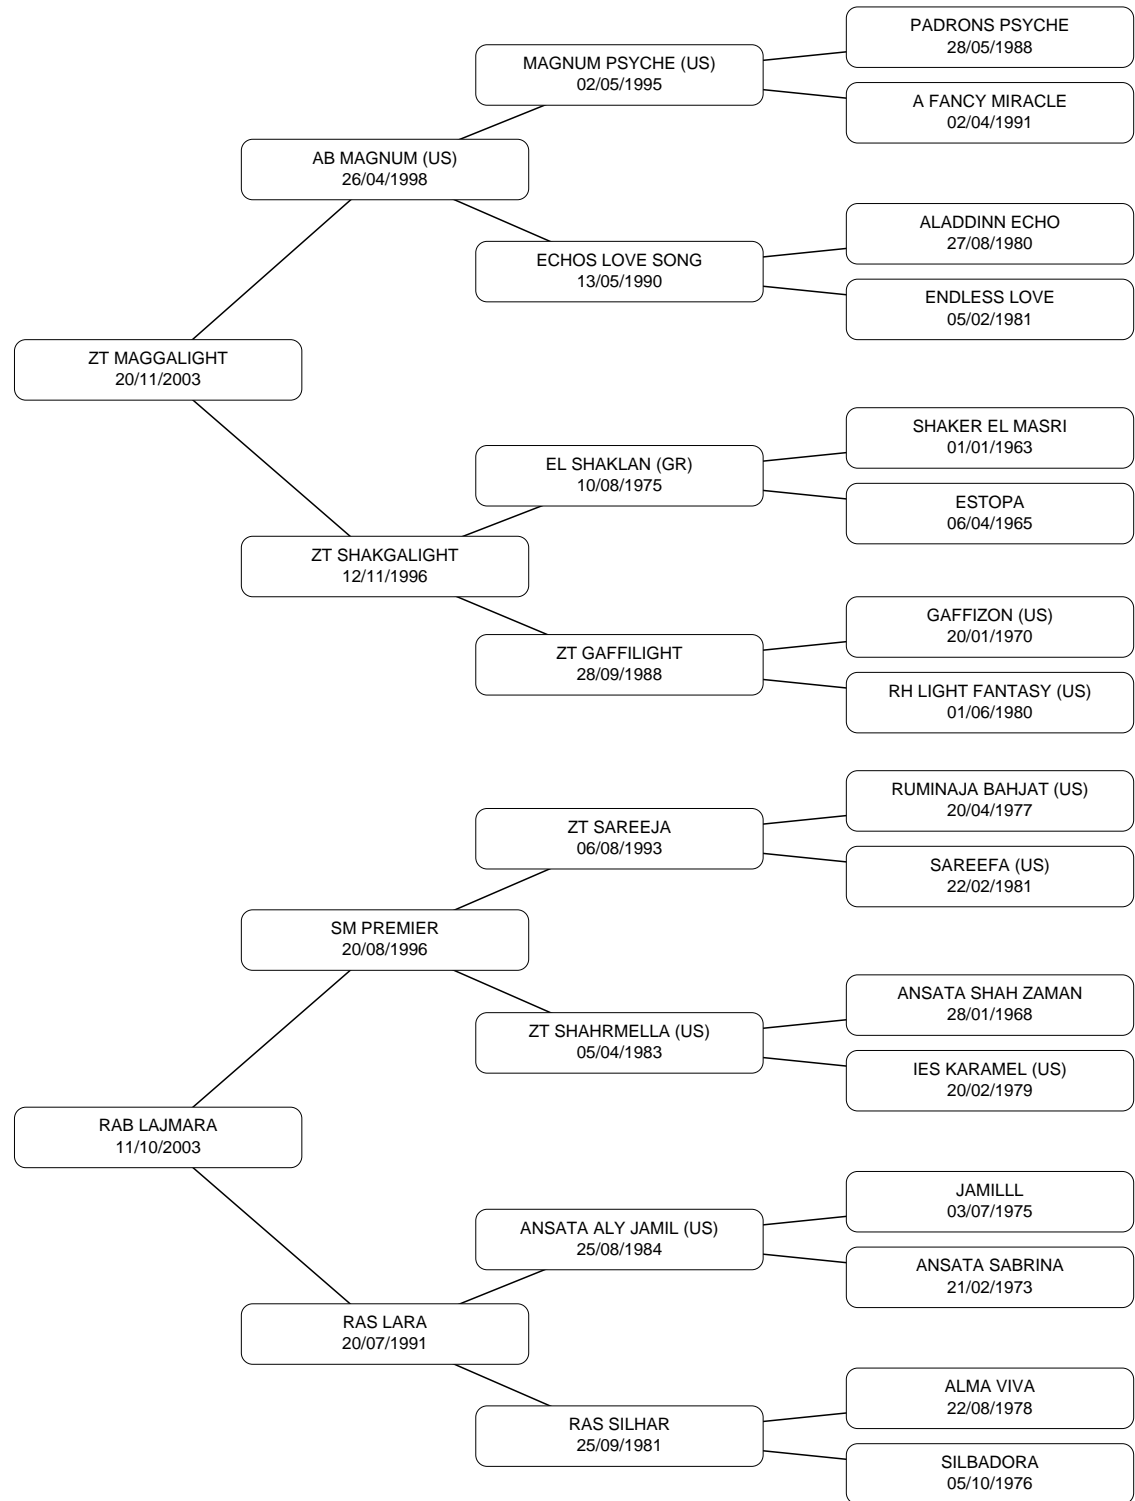 PADRONS PSYCHE
28/05/1988
MAGNUM PSYCHE (US)
02/05/1995
A FANCY MIRACLE
02/04/1991
AB MAGNUM (US)
26/04/1998
ALADDINN ECHO
27/08/1980
ECHOS LOVE SONG
13/05/1990
ENDLESS LOVE
05/02/1981
ZT MAGGALIGHT
20/11/2003
SHAKER EL MASRI
01/01/1963
EL SHAKLAN (GR)
10/08/1975
ESTOPA
06/04/1965
ZT SHAKGALIGHT
12/11/1996
GAFFIZON (US)
20/01/1970
ZT GAFFILIGHT
28/09/1988
RH LIGHT FANTASY (US)
01/06/1980
RUMINAJA BAHJAT (US)
20/04/1977
ZT SAREEJA
06/08/1993
SAREEFA (US)
22/02/1981
SM PREMIER
20/08/1996
ANSATA SHAH ZAMAN
28/01/1968
ZT SHAHRMELLA (US)
05/04/1983
IES KARAMEL (US)
20/02/1979
RAB LAJMARA
11/10/2003
JAMILLL
03/07/1975
ANSATA ALY JAMIL (US)
25/08/1984
ANSATA SABRINA
21/02/1973
RAS LARA
20/07/1991
ALMA VIVA
22/08/1978
RAS SILHAR
25/09/1981
SILBADORA
05/10/1976